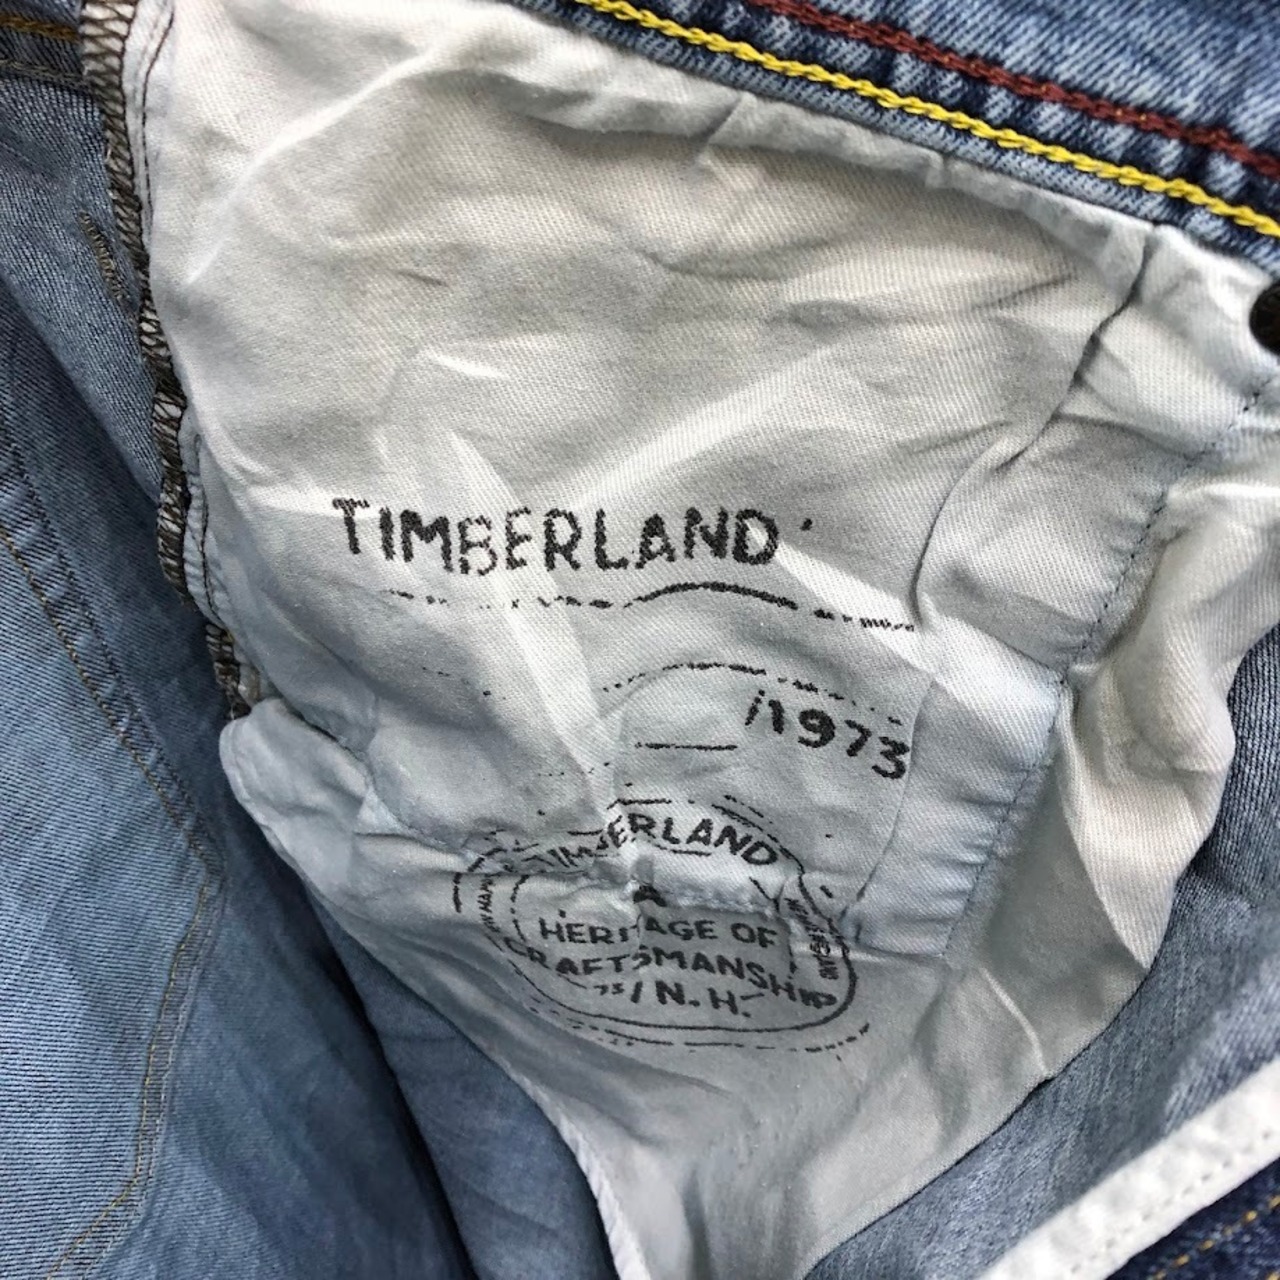 TIMBERLAND
1973
TIMBERLAND
A
HERITAGE OF
CRAFTSMANSHIP
73 / N.H.